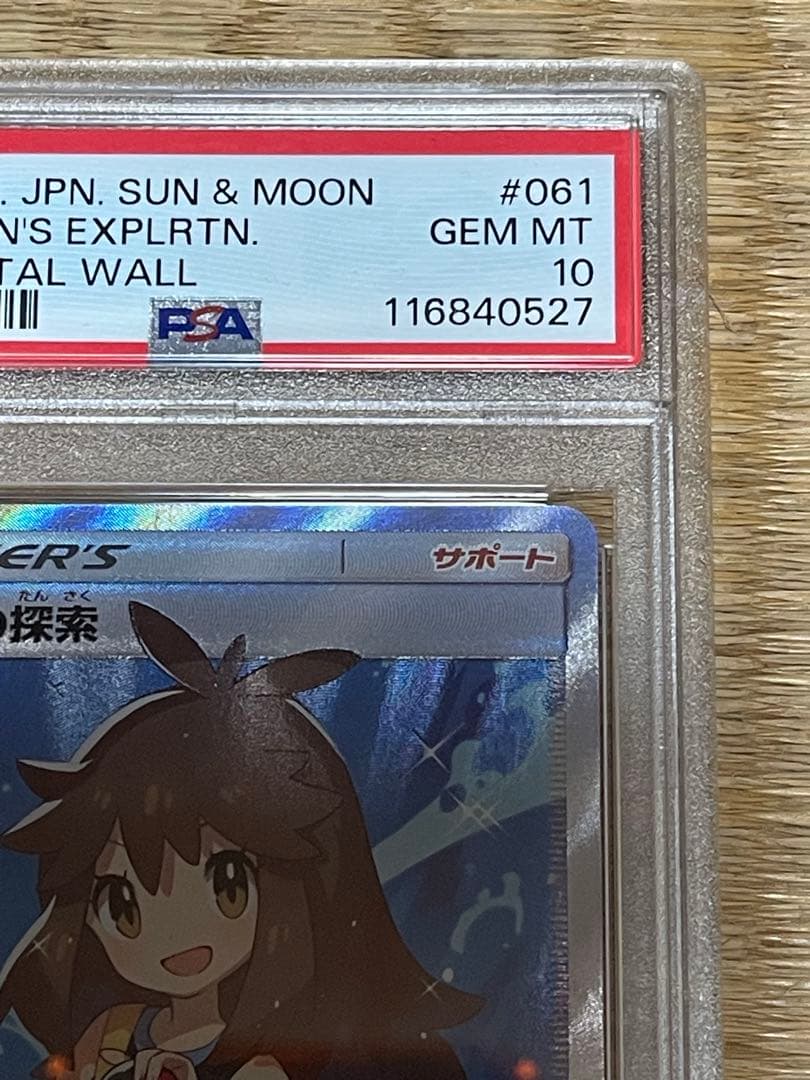 . JPN. SUN & MOON #061
N'S EXPLRTN. GEM MT
TAL WALL 10
PSA 116840527
ER'S サポート
たん さく
の探索